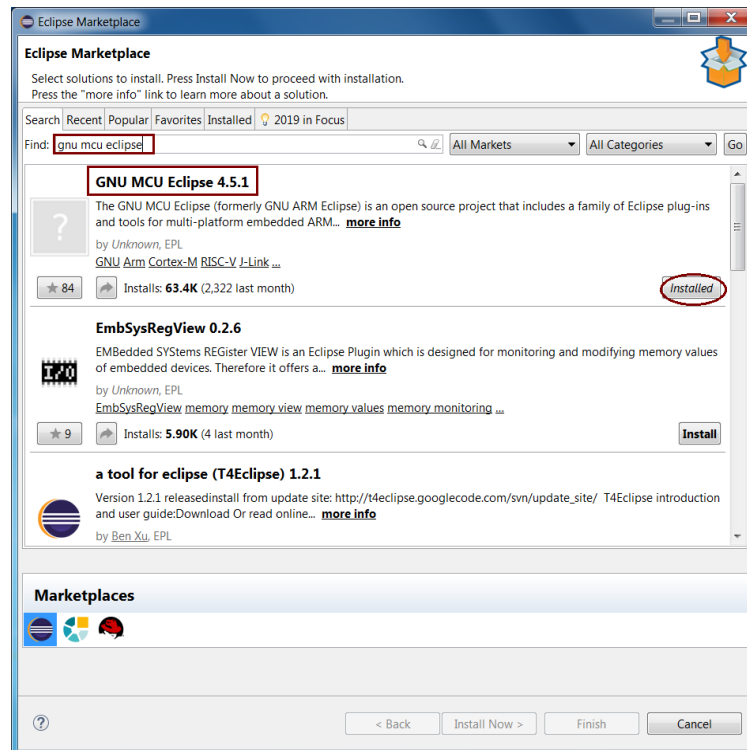 Eclipse Marketplace
Eclipse Marketplace
Select solutions to install. Press Install Now to proceed with installation.
Press the "more info" link to learn more about a solution.
Search Recent Popular Favorites Installed 2019 in Focus
Find: gnu mcu eclipse All Markets All Categories Go
GNU MCU Eclipse 4.5.1
The GNU MCU Eclipse (formerly GNU ARM Eclipse) is an open source project that includes a family of Eclipse plug-ins
and tools for multi-platform embedded ARM... more info
by Unknown, EPL
GNU Arm Cortex-M RISC-V J-Link ...
84 Installs: 63.4K (2,322 last month) Installed
EmbSysRegView 0.2.6
EMBedded SYStems REGister VIEW is an Eclipse Plugin which is designed for monitoring and modifying memory values
of embedded devices. Therefore it offers a... more info
I/O
by Unknown, EPL
EmbSysRegView memory memory view memory values memory monitoring ...
9 Installs: 5.90K (4 last month) Install
a tool for eclipse (T4Eclipse) 1.2.1
Version 1.2.1 releasedinstall from update site: http://t4eclipse.googlecode.com/svn/update_site/ T4Eclipse introduction
and user guide:Download Or read online... more info
by Ben Xu, EPL
Marketplaces
? < Back Install Now > Finish Cancel